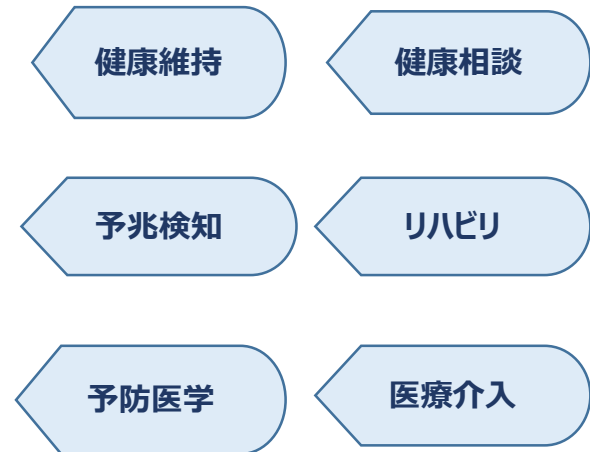 健康維持
健康相談
予兆検知
リハビリ
予防医学
医療介入